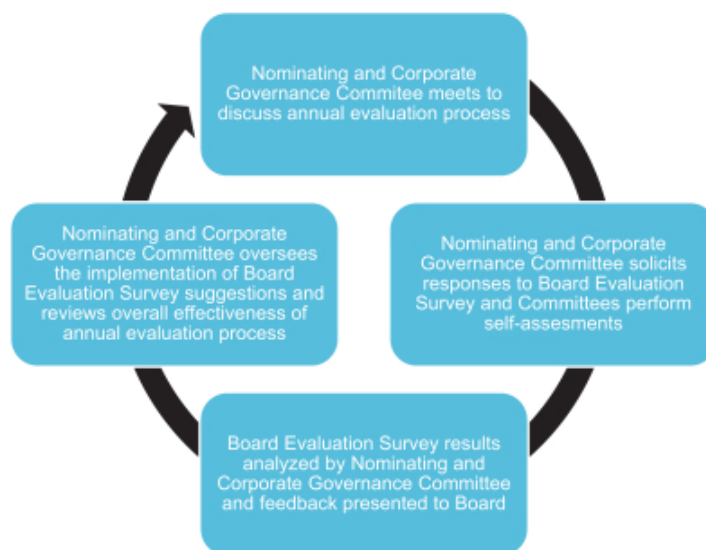 Nominating and Corporate
Governance Commitee meets to
discuss annual evaluation process
Nominating and Corporate
Governance Committee solicits
responses to Board Evaluation
Survey and Committees perform
self-assesments
Board Evaluation Survey results
analyzed by Nominating and
Corporate Governance Committee
and feedback presented to Board
Nominating and Corporate
Governance Committee oversees
the implementation of Board
Evaluation Survey suggestions and
reviews overall effectiveness of
annual evaluation process